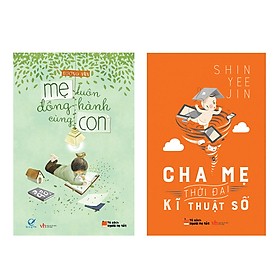 mẹ luôn
đồng hành
cùng con
SHIN
YEE
JIN
CHA MẸ
THỜI ĐẠI
KĨ THUẬT SỐ